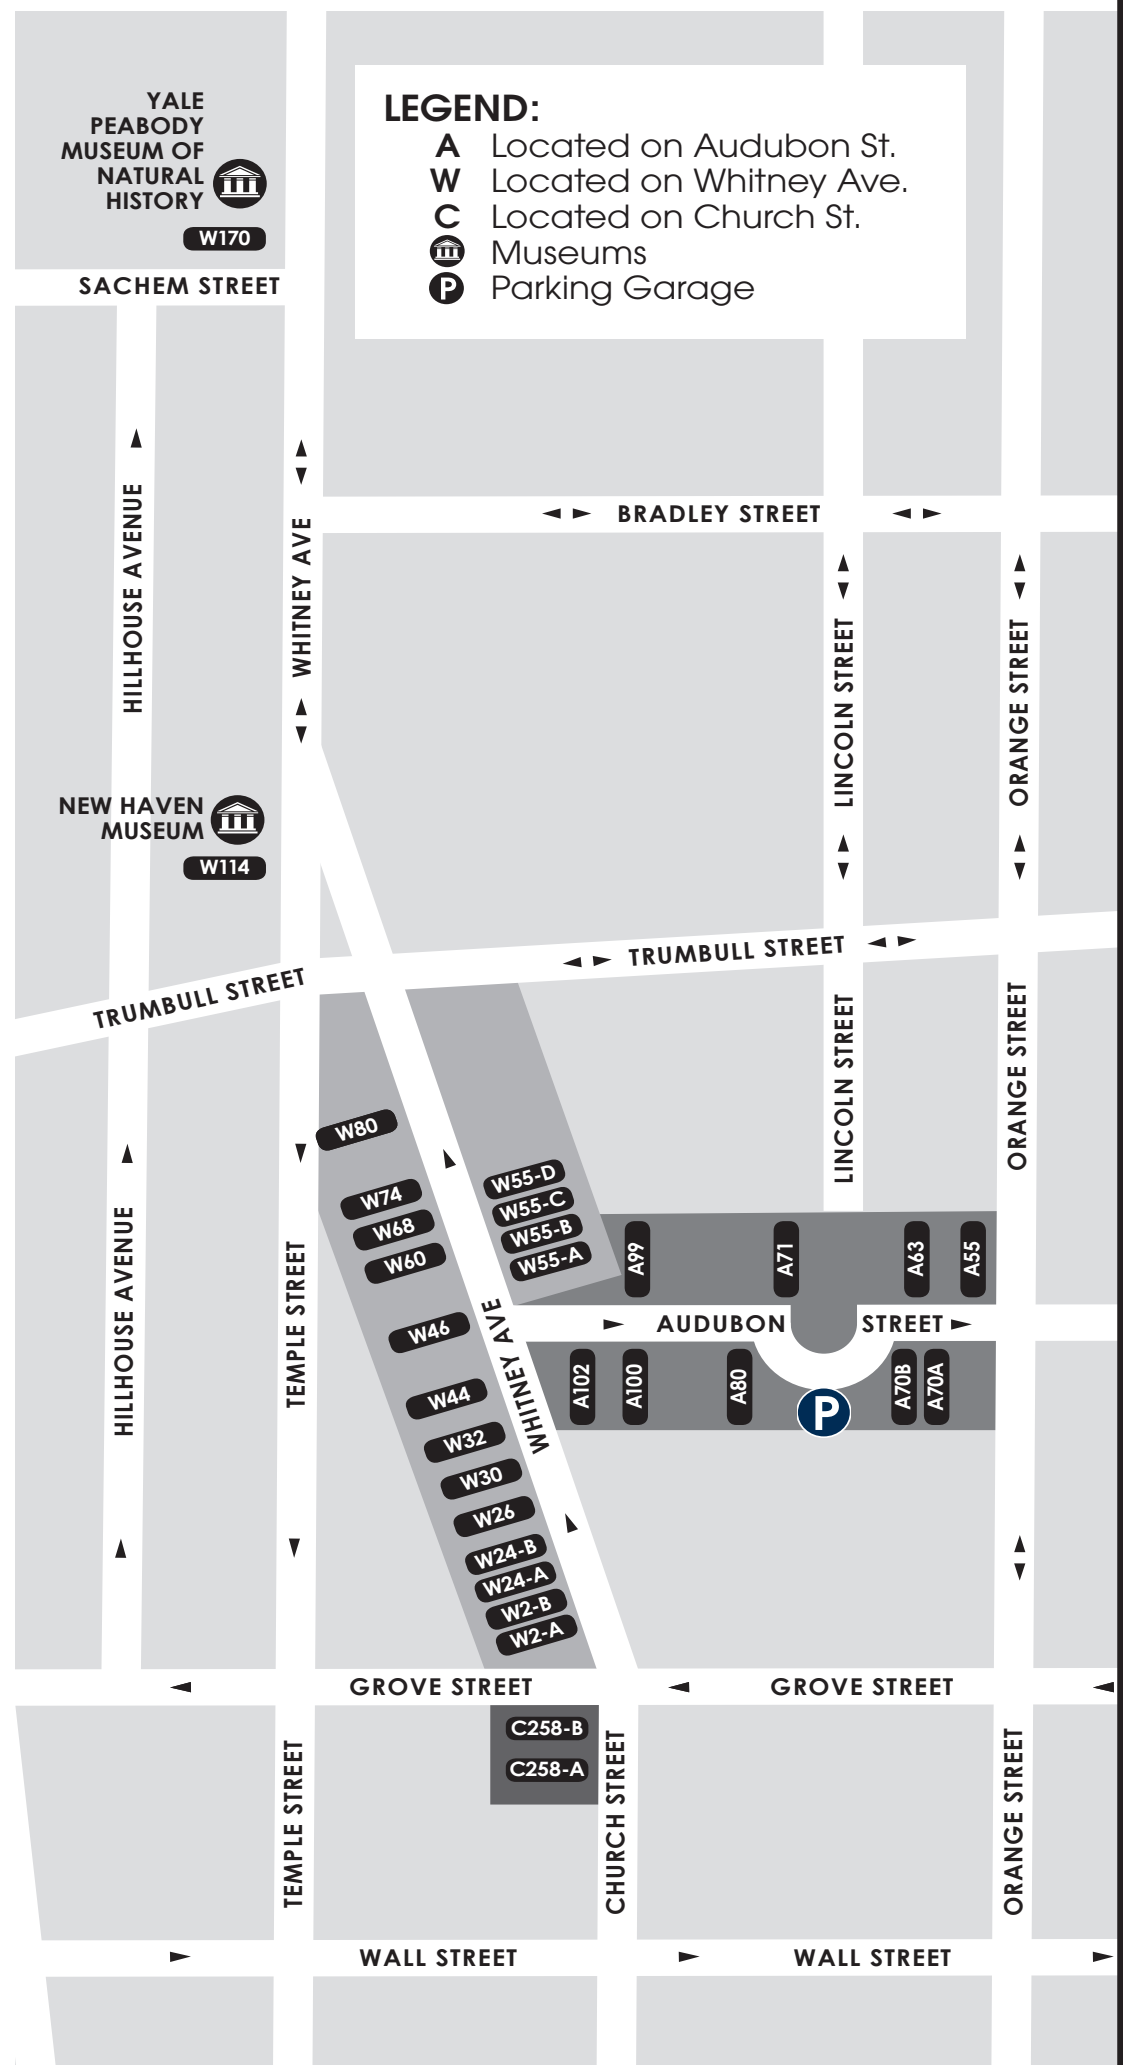 YALE
PEABODY
MUSEUM OF
NATURAL
HISTORY
W170
LEGEND:
A Located on Audubon St.
W Located on Whitney Ave.
C Located on Church St.
Museums
P Parking Garage
SACHEM STREET
HILLHOUSE AVENUE
WHITNEY AVE
BRADLEY STREET
LINCOLN STREET
ORANGE STREET
NEW HAVEN
MUSEUM
W114
TRUMBULL STREET
TRUMBULL STREET
LINCOLN STREET
ORANGE STREET
W80
W74
W68
W60
W55-D
W55-C
W55-B
W55-A
A99
A71
A63
A55
HILLHOUSE AVENUE
TEMPLE STREET
W46
WHITNEY AVE
AUDUBON STREET
W44
W32
W30
W26
W24-B
W24-A
W2-B
W2-A
A102
A100
A80
P
A70B
A70A
GROVE STREET
GROVE STREET
C258-B
C258-A
TEMPLE STREET
CHURCH STREET
ORANGE STREET
WALL STREET
WALL STREET